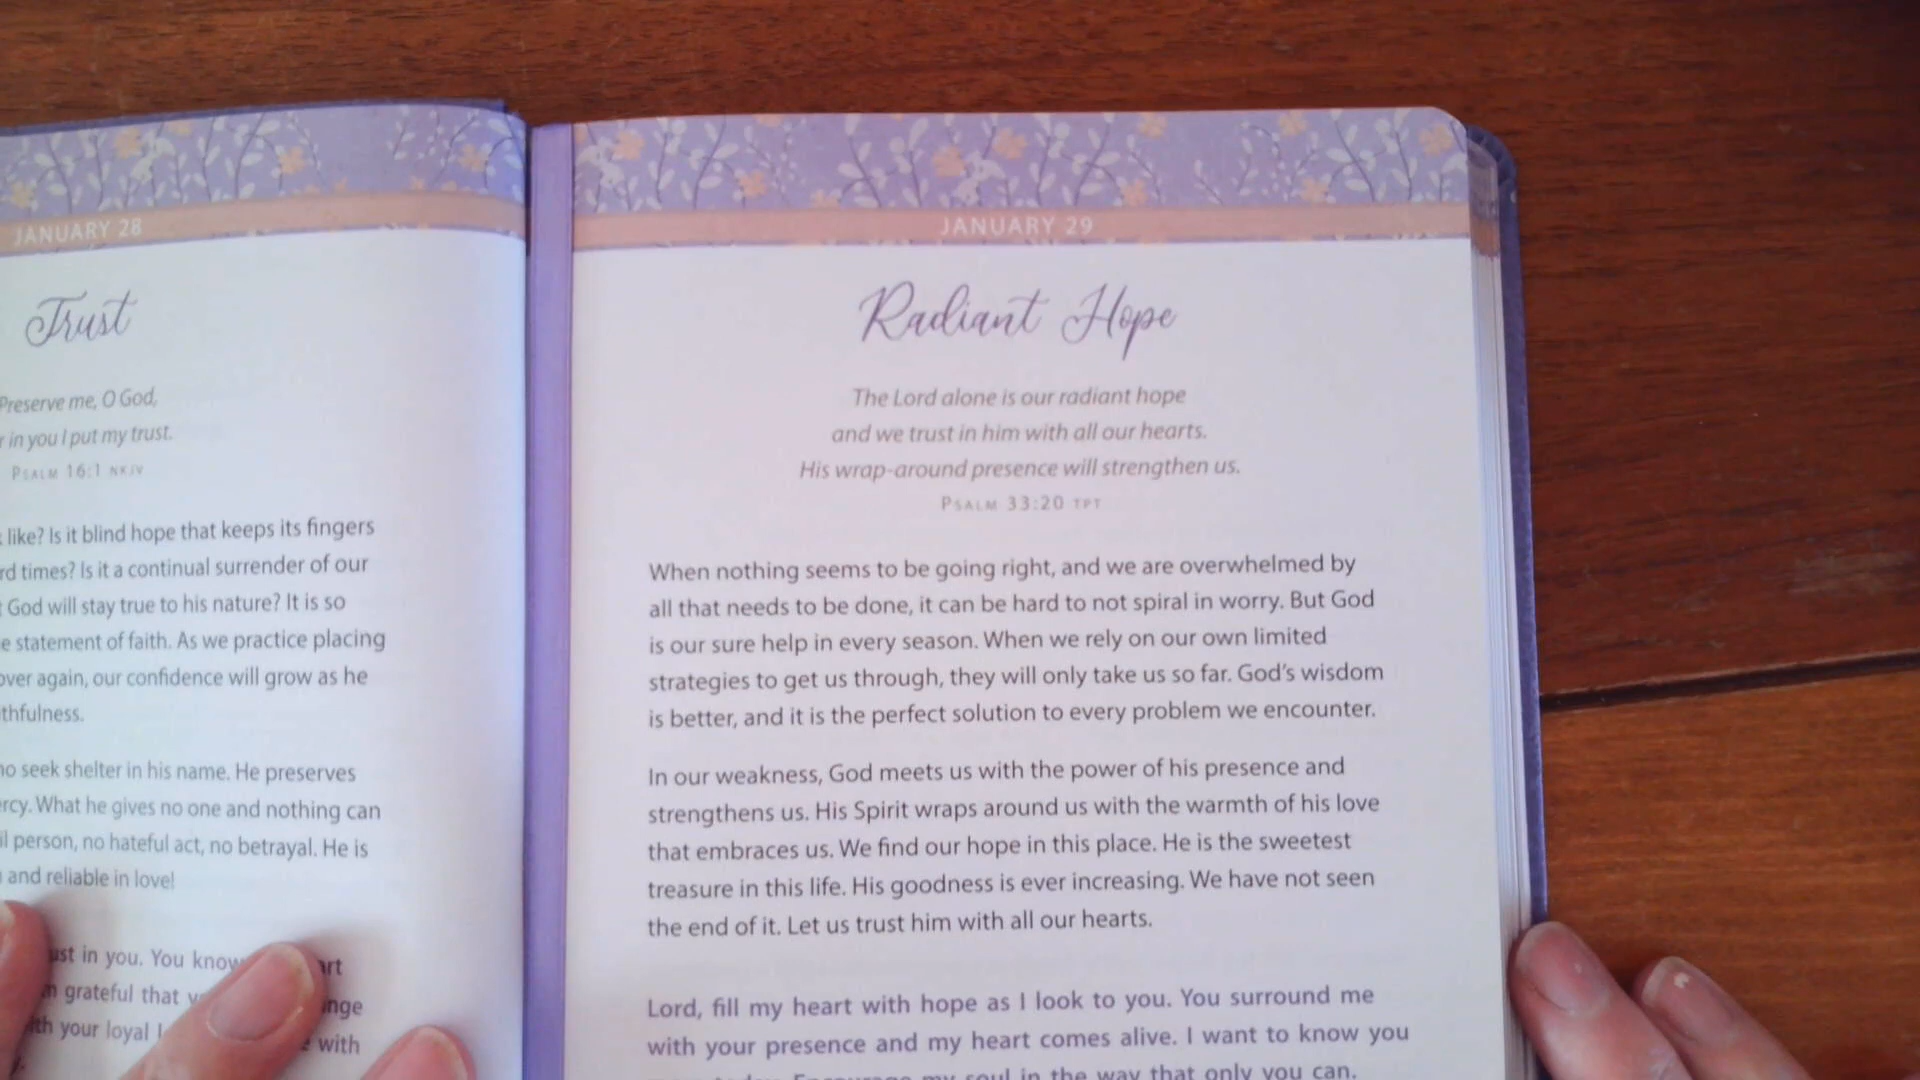 JANUARY 28
Trust
Preserve me, O God,
in you I put my trust.
PSALM 16:1 NKJV
like? Is it blind hope that keeps its fingers
times? Is it a continual surrender of our
God will stay true to his nature? It is so
statement of faith. As we practice placing
over again, our confidence will grow as he
seek shelter in his name. He preserves
What he gives no one and nothing can
person, no hateful act, no betrayal. He is
and reliable in love!
in you. You know
grateful that
your loyal
with
JANUARY 29
Radiant Hope
The Lord alone is our radiant hope
and we trust in him with all our hearts.
His wrap-around presence will strengthen us.
PSALM 33:20 TPT
When nothing seems to be going right, and we are overwhelmed by
all that needs to be done, it can be hard to not spiral in worry. But God
is our sure help in every season. When we rely on our own limited
strategies to get us through, they will only take us so far. God's wisdom
is better, and it is the perfect solution to every problem we encounter.
In our weakness, God meets us with the power of his presence and
strengthens us. His Spirit wraps around us with the warmth of his love
that embraces us. We find our hope in this place. He is the sweetest
treasure in this life. His goodness is ever increasing. We have not seen
the end of it. Let us trust him with all our hearts.
Lord, fill my heart with hope as I look to you. You surround me
with your presence and my heart comes alive. I want to know you
my soul in the way that only you can.